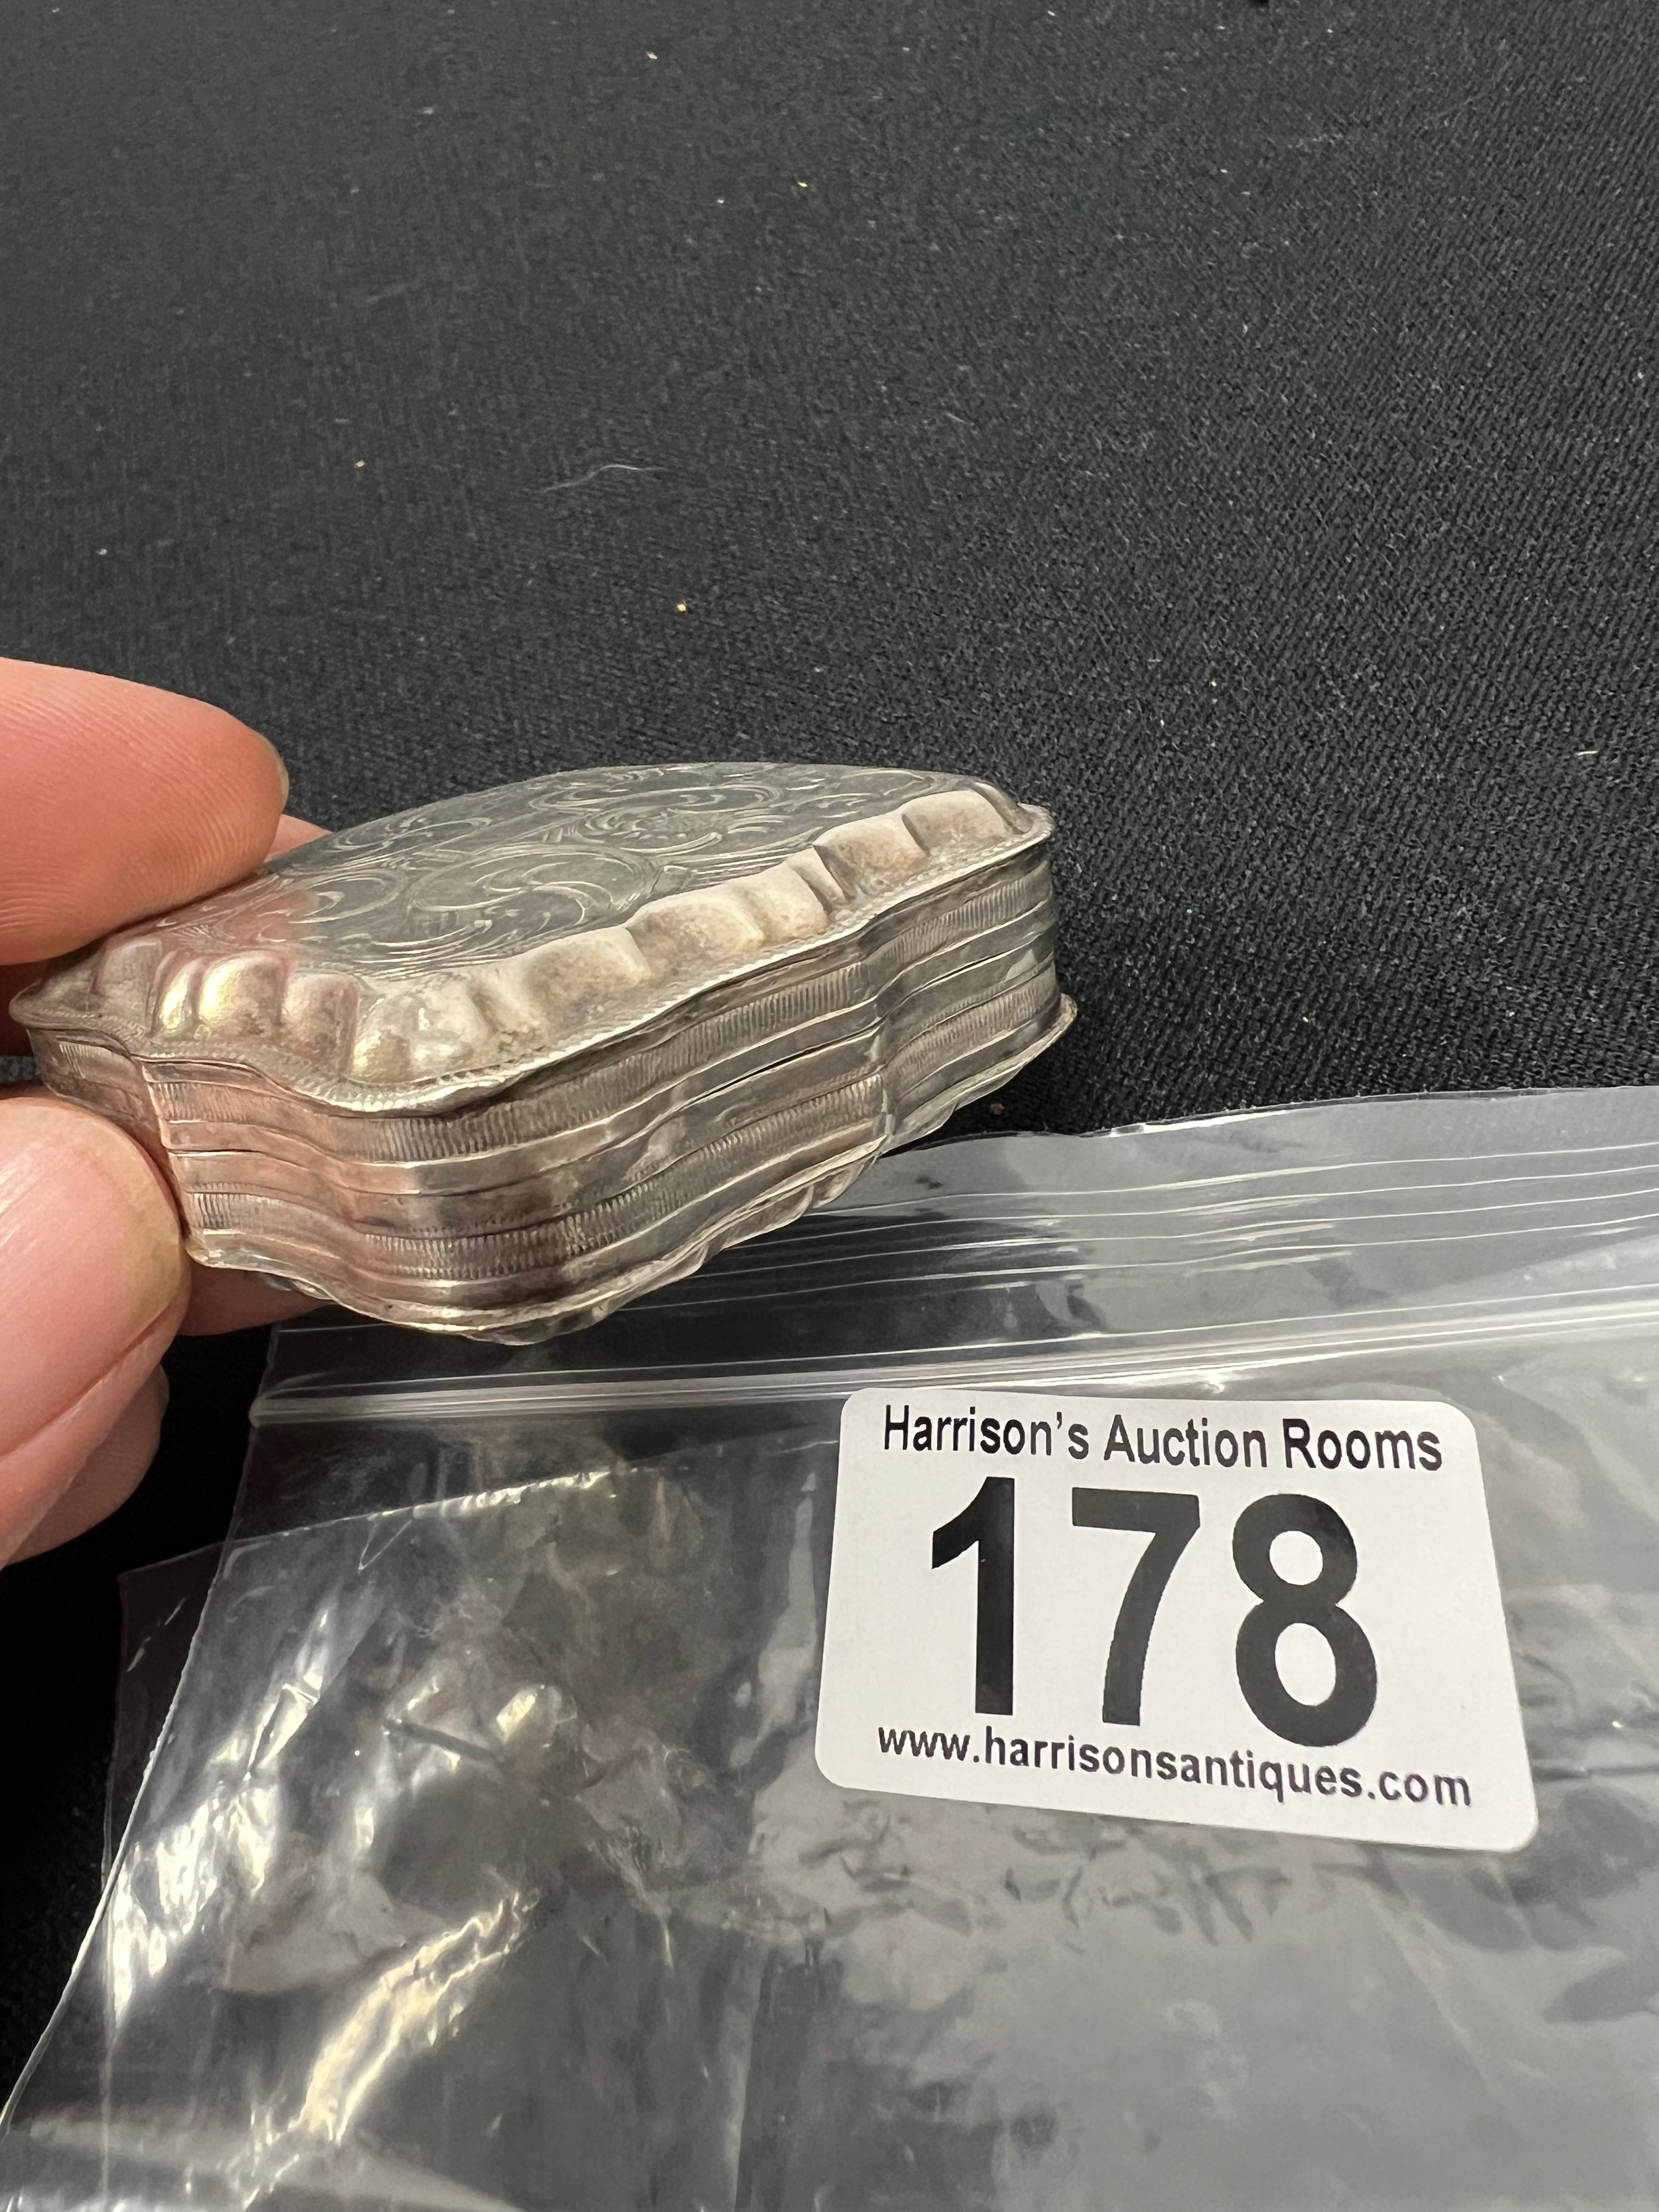 Harrison's Auction Rooms
178
www.harrisonsantiques.com